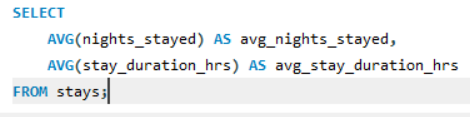 SELECT
    AVG(nights_stayed) AS avg_nights_stayed,
    AVG(stay_duration_hrs) AS avg_stay_duration_hrs
FROM stays;